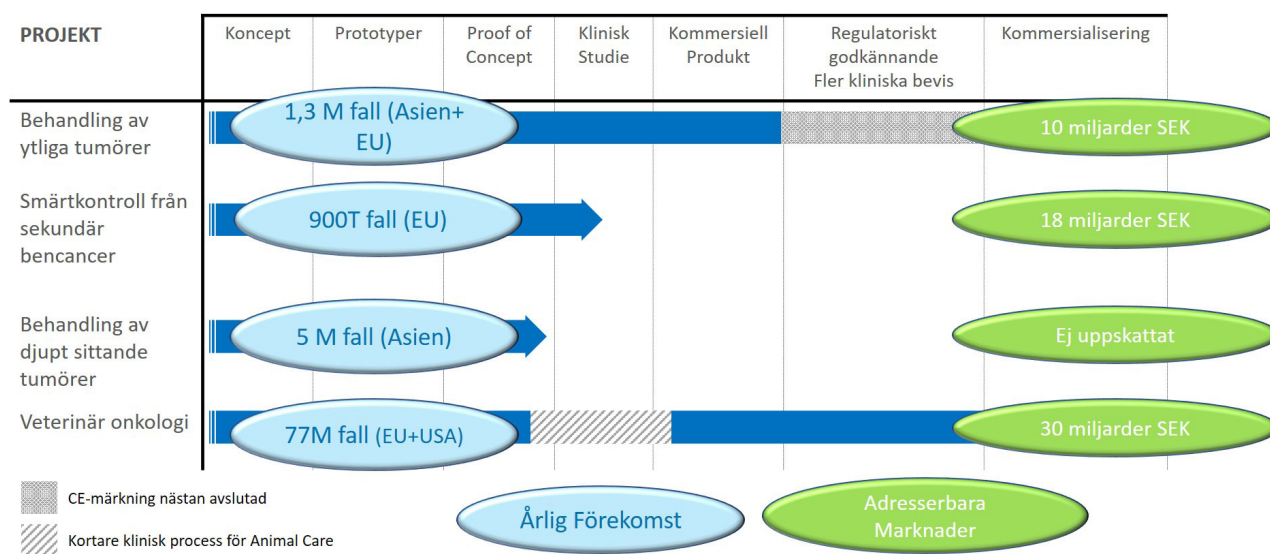 PROJEKT
Koncept
Prototyper
Proof of
Concept
Klinisk
Studie
Kommersiell
Produkt
Regulatoriskt
godkännande
Fler kliniska bevis
Kommersialisering
Behandling av
ytliga tumörer
1,3 M fall (Asien+
EU)
10 miljarder SEK
Smärtkontroll från
sekundär
bencancer
900T fall (EU)
18 miljarder SEK
Behandling av
djupt sittande
tumörer
5 M fall (Asien)
Ej uppskattat
Veterinär onkologi
77M fall (EU+USA)
30 miljarder SEK
CE-märkning nästan avslutad
Kortare klinisk process för Animal Care
Årlig Förekomst
Adresserbara
Marknader